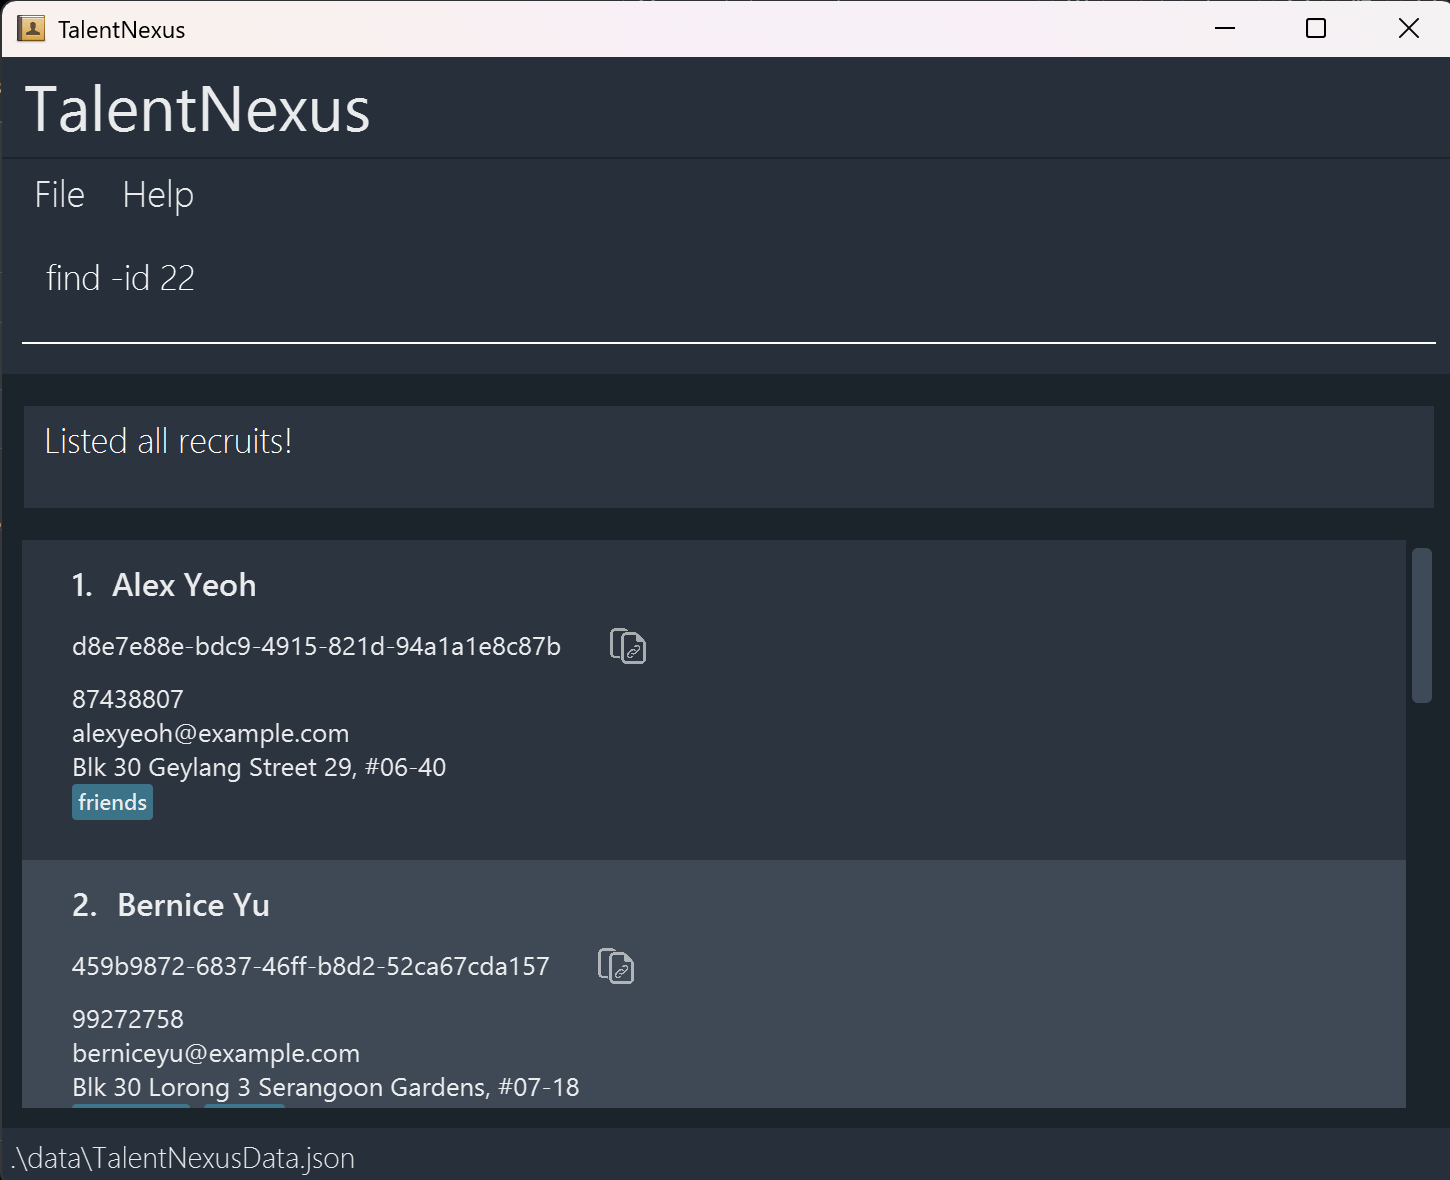 TalentNexus
TalentNexus
File Help
find -id 22
Listed all recruits!
1. Alex Yeoh
d8e7e88e-bdc9-4915-821d-94a1a1e8c87b
87438807
alexyeoh@example.com
Blk 30 Geylang Street 29, #06-40
friends
2. Bernice Yu
459b9872-6837-46ff-b8d2-52ca67cda157
99272758
berniceyu@example.com
Blk 30 Lorong 3 Serangoon Gardens, #07-18
.\data\TalentNexusData.json